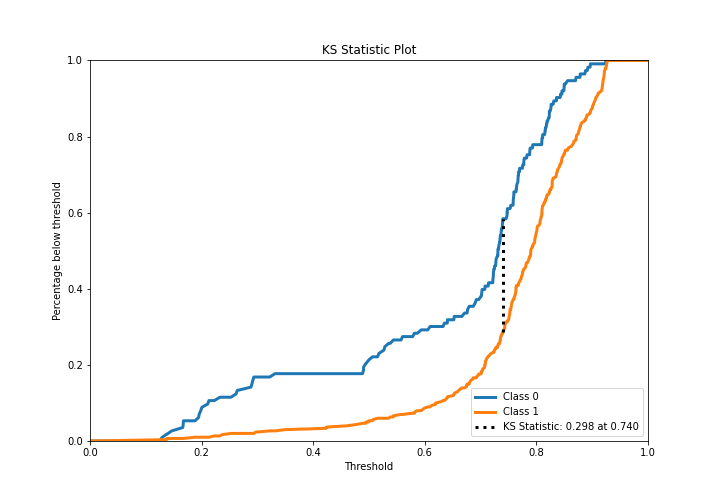 KS Statistic Plot
1.0
0.8
0.6
0.4
0.2
0.0
Percentage below threshold
0.0 0.2 0.4 0.6 0.8 1.0
Threshold
Class 0
Class 1
KS Statistic: 0.298 at 0.740